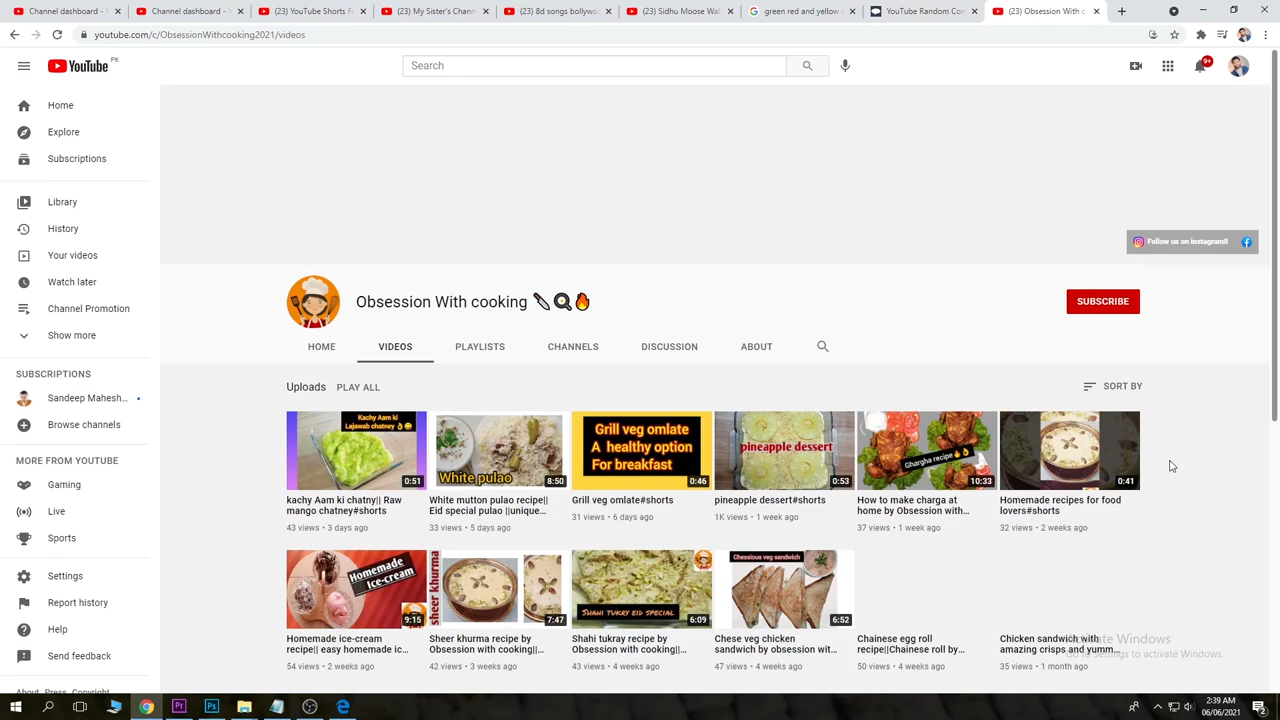 Channel dashboard - Y
Channel dashboard - Y
(23) YouTube Shorts F
(23) My Sister's Chann
(23) 8d songs bollywo
(23) Sidhu Moose Wal
green red and yellow
YouTube Random Com
(23) Obsession With c
youtube.com/c/ObsessionWithcooking2021/videos
YouTube PK
Search
9+
Home
Explore
Subscriptions
Library
History
Your videos
Watch later
Channel Promotion
Show more
SUBSCRIPTIONS
Sandeep Mahesh...
Browse channels
MORE FROM YOUTUBE
Gaming
Live
Sports
Settings
Report history
Help
Send feedback
About Press Copyright
Follow us on instagram!!
Obsession With cooking 🔪🍳🔥
SUBSCRIBE
HOME VIDEOS PLAYLISTS CHANNELS DISCUSSION ABOUT
Uploads PLAY ALL
SORT BY
Kachy Aam ki
Lajawab chatney 👌😋
0:51
kachy Aam ki chatny|| Raw
mango chatney#shorts
43 views • 3 days ago
White pulao
8:50
White mutton pulao recipe||
Eid special pulao ||unique...
33 views • 5 days ago
Grill veg omlate
A healthy option
For breakfast
0:46
Grill veg omlate#shorts
31 views • 6 days ago
pineapple dessert
0:53
pineapple dessert#shorts
1K views • 1 week ago
Ghargha recipe🔥👌
10:33
How to make charga at
home by Obsession with...
37 views • 1 week ago
0:41
Homemade recipes for food
lovers#shorts
32 views • 2 weeks ago
Homemade
Ice-cream
9:15
Homemade ice-cream
recipe|| easy homemade ic...
54 views • 2 weeks ago
sheer khurma
7:47
Sheer khurma recipe by
Obsession with cooking||...
42 views • 3 weeks ago
SHAHI TUKRY EID SPECIAL
6:09
Shahi tukray recipe by
Obsession with cooking||...
43 views • 4 weeks ago
Chessious veg sandwich
6:52
Chese veg chicken
sandwich by obsession wit...
47 views • 4 weeks ago
Chainese egg roll
recipe||Chainese roll by...
50 views • 4 weeks ago
Chicken sandwich with
amazing crisps and yumm...
35 views • 1 month ago
Activate Windows
Go to Settings to activate Windows.
Pr
Ps
2:39 AM
06/06/2021
2